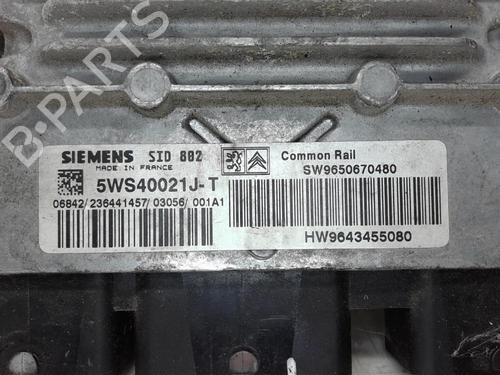 B-PARTS
SIEMENS SID 802 Common Rail
MADE IN FRANCE
SW9650670480
5WS40021J-T
06842/236441457/03056/001A1
HW9643455080